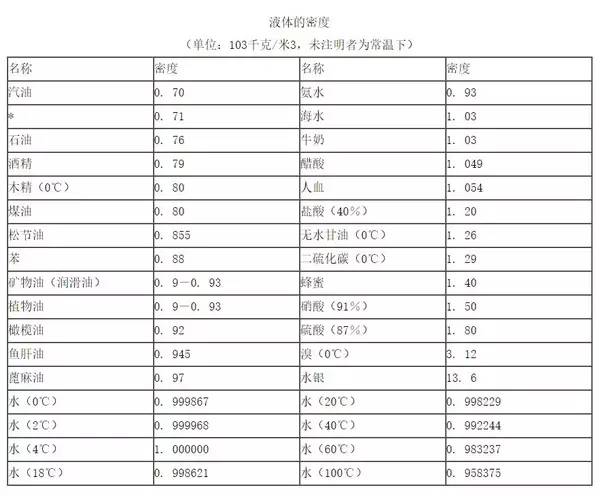 液体的密度
（单位：103千克/米3，未注明者为常温下）
名称 密度 名称 密度
汽油 0. 70 氨水 0. 93
* 0. 71 海水 1. 03
石油 0. 76 牛奶 1. 03
酒精 0. 79 醋酸 1. 049
木精（0℃） 0. 80 人血 1. 054
煤油 0. 80 盐酸（40％） 1. 20
松节油 0. 855 无水甘油（0℃） 1. 26
苯 0. 88 二硫化碳（0℃） 1. 29
矿物油（润滑油） 0. 9－0. 93 蜂蜜 1. 40
植物油 0. 9－0. 93 硝酸（91％） 1. 50
橄榄油 0. 92 硫酸（87％） 1. 80
鱼肝油 0. 945 溴（0℃） 3. 12
蓖麻油 0. 97 水银 13. 6
水（0℃） 0. 999867 水（20℃） 0. 998229
水（2℃） 0. 999968 水（40℃） 0. 992244
水（4℃） 1. 000000 水（60℃） 0. 983237
水（18℃） 0. 998621 水（100℃） 0. 958375